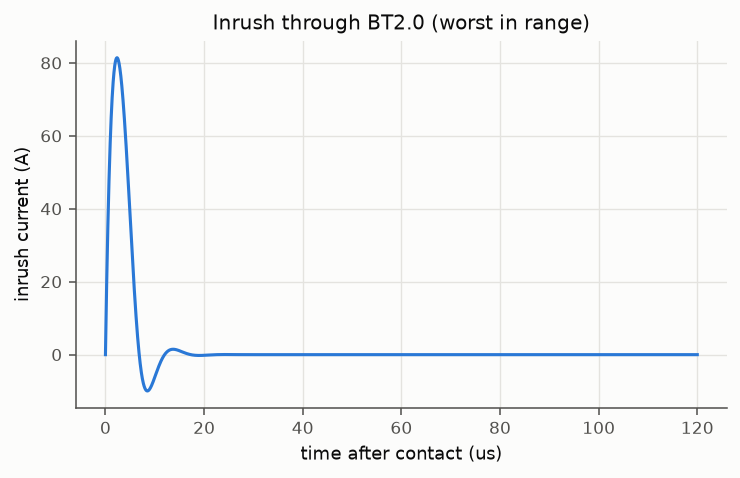 Inrush through BT2.0 (worst in range)
inrush current (A)
80
60
40
20
0
0 20 40 60 80 100 120
time after contact (us)